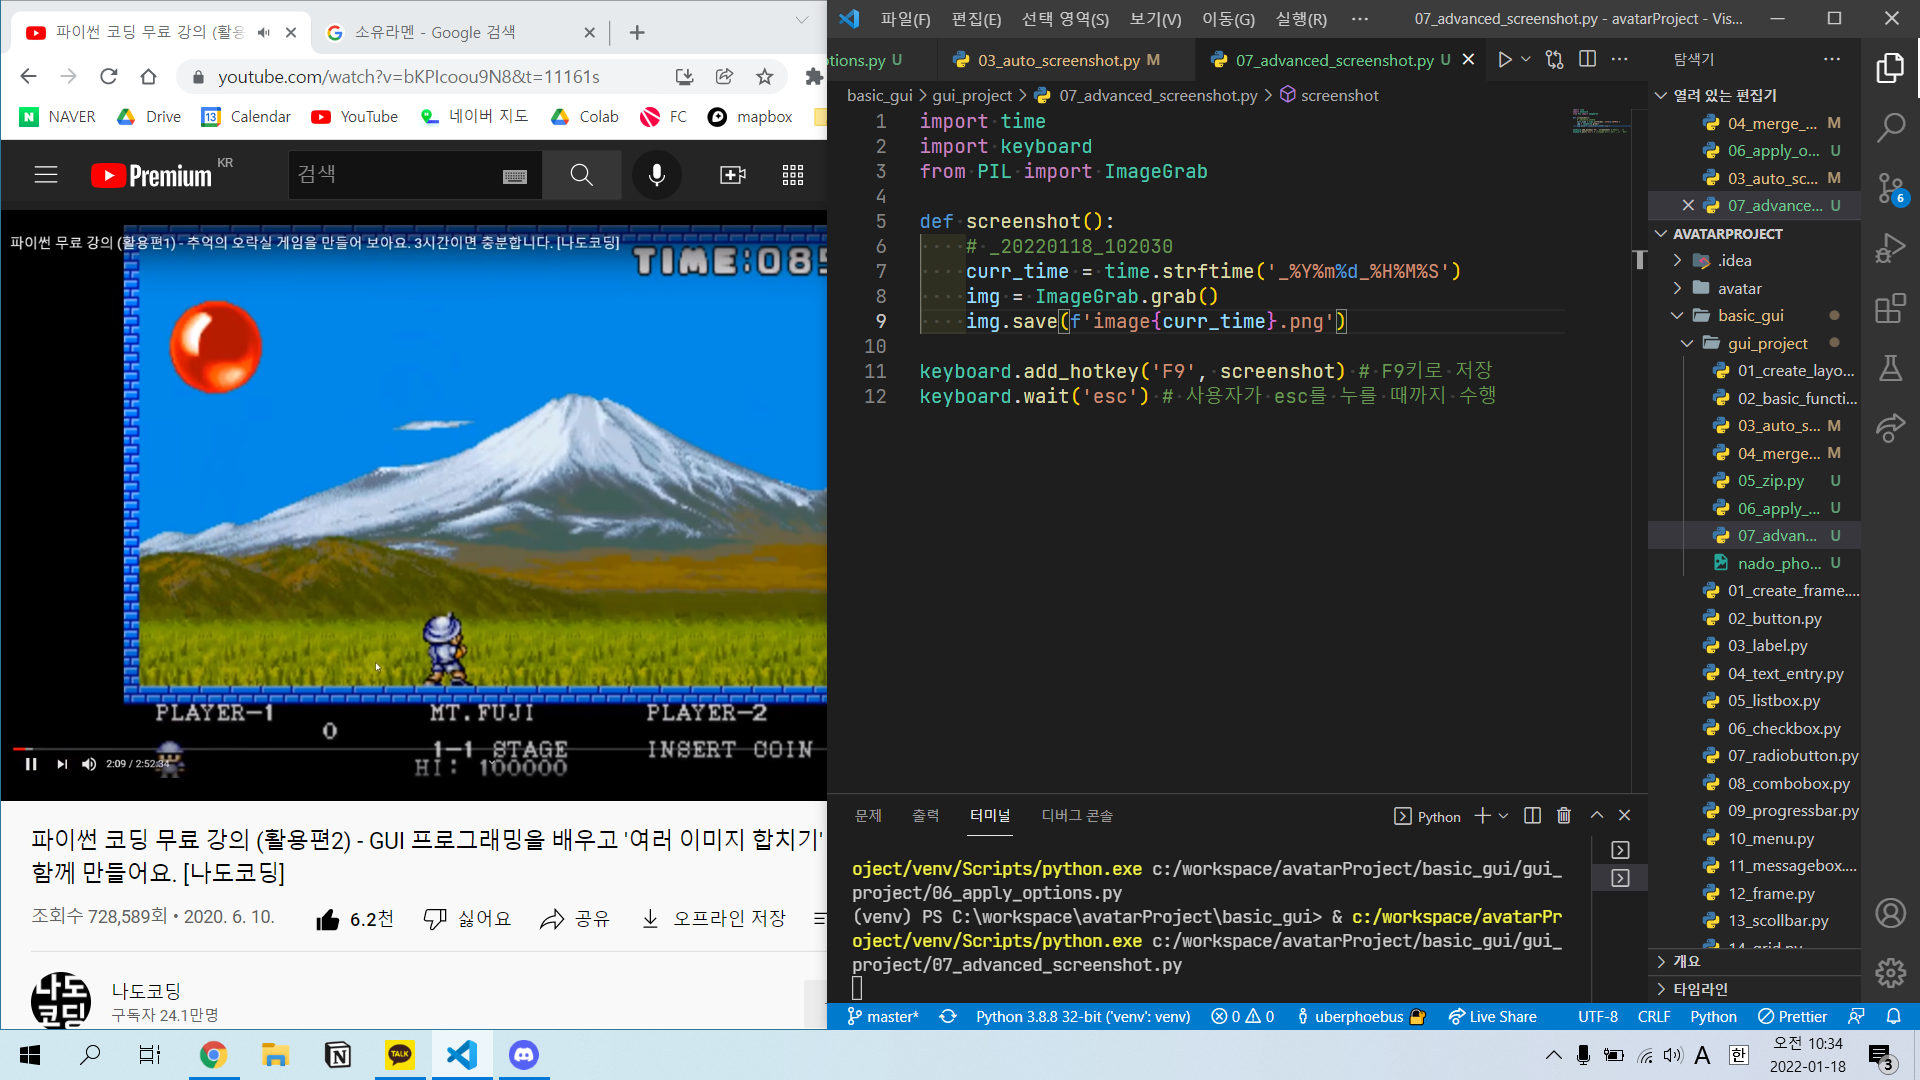 파이썬 코딩 무료 강의 (활용
소유라멘 - Google 검색
youtube.com/watch?v=bKPIcoou9N8&t=11161s
NAVER
Drive
Calendar
YouTube
네이버 지도
Colab
FC
mapbox
Premium KR
검색
파이썬 무료 강의 (활용편1) - 추억의 오락실 게임을 만들어 보아요. 3시간이면 충분합니다. [나도코딩]
TIME:085
PLAYER-1
MT.FUJI
PLAYER-2
0
1-1 STAGE
INSERT COIN
HI: 100000
2:09 / 2:52:34
파이썬 코딩 무료 강의 (활용편2) - GUI 프로그래밍을 배우고 '여러 이미지 합치기'
함께 만들어요. [나도코딩]
조회수 728,589회 • 2020. 6. 10.
6.2천
싫어요
공유
오프라인 저장
나도코딩
나도코딩
구독자 24.1만명
파일(F) 편집(E) 선택 영역(S) 보기(V) 이동(G) 실행(R) ···
07_advanced_screenshot.py - avatarProject - Vis...
tions.py U
03_auto_screenshot.py M
07_advanced_screenshot.py U
basic_gui > gui_project > 07_advanced_screenshot.py > screenshot
1 import time
2 import keyboard
3 from PIL import ImageGrab
4
5 def screenshot():
6 # _20220118_102030
7 curr_time = time.strftime('_%Y%m%d_%H%M%S')
8 img = ImageGrab.grab()
9 img.save(f'image{curr_time}.png')
10
11 keyboard.add_hotkey('F9', screenshot) # F9키로 저장
12 keyboard.wait('esc') # 사용자가 esc를 누를 때까지 수행
문제 출력 터미널 디버그 콘솔
Python
oject/venv/Scripts/python.exe c:/workspace/avatarProject/basic_gui/gui_
project/06_apply_options.py
(venv) PS C:\workspace\avatarProject\basic_gui> & c:/workspace/avatarPr
oject/venv/Scripts/python.exe c:/workspace/avatarProject/basic_gui/gui_
project/07_advanced_screenshot.py
탐색기
열려 있는 편집기
04_merge_... M
06_apply_o... U
03_auto_sc... M
07_advance... U
AVATARPROJECT
.idea
avatar
basic_gui
gui_project
01_create_layo...
02_basic_functi...
03_auto_s... M
04_merge... M
05_zip.py U
06_apply_... U
07_advan... U
nado_pho... U
01_create_frame....
02_button.py
03_label.py
04_text_entry.py
05_listbox.py
06_checkbox.py
07_radiobutton.py
08_combobox.py
09_progressbar.py
10_menu.py
11_messagebox....
12_frame.py
13_scollbar.py
14_grid.py
개요
타임라인
6
master*
Python 3.8.8 32-bit ('venv': venv)
0 0
uberphoebus
Live Share
UTF-8
CRLF
Python
Prettier
TALK
A
한
오전 10:34
2022-01-18
3